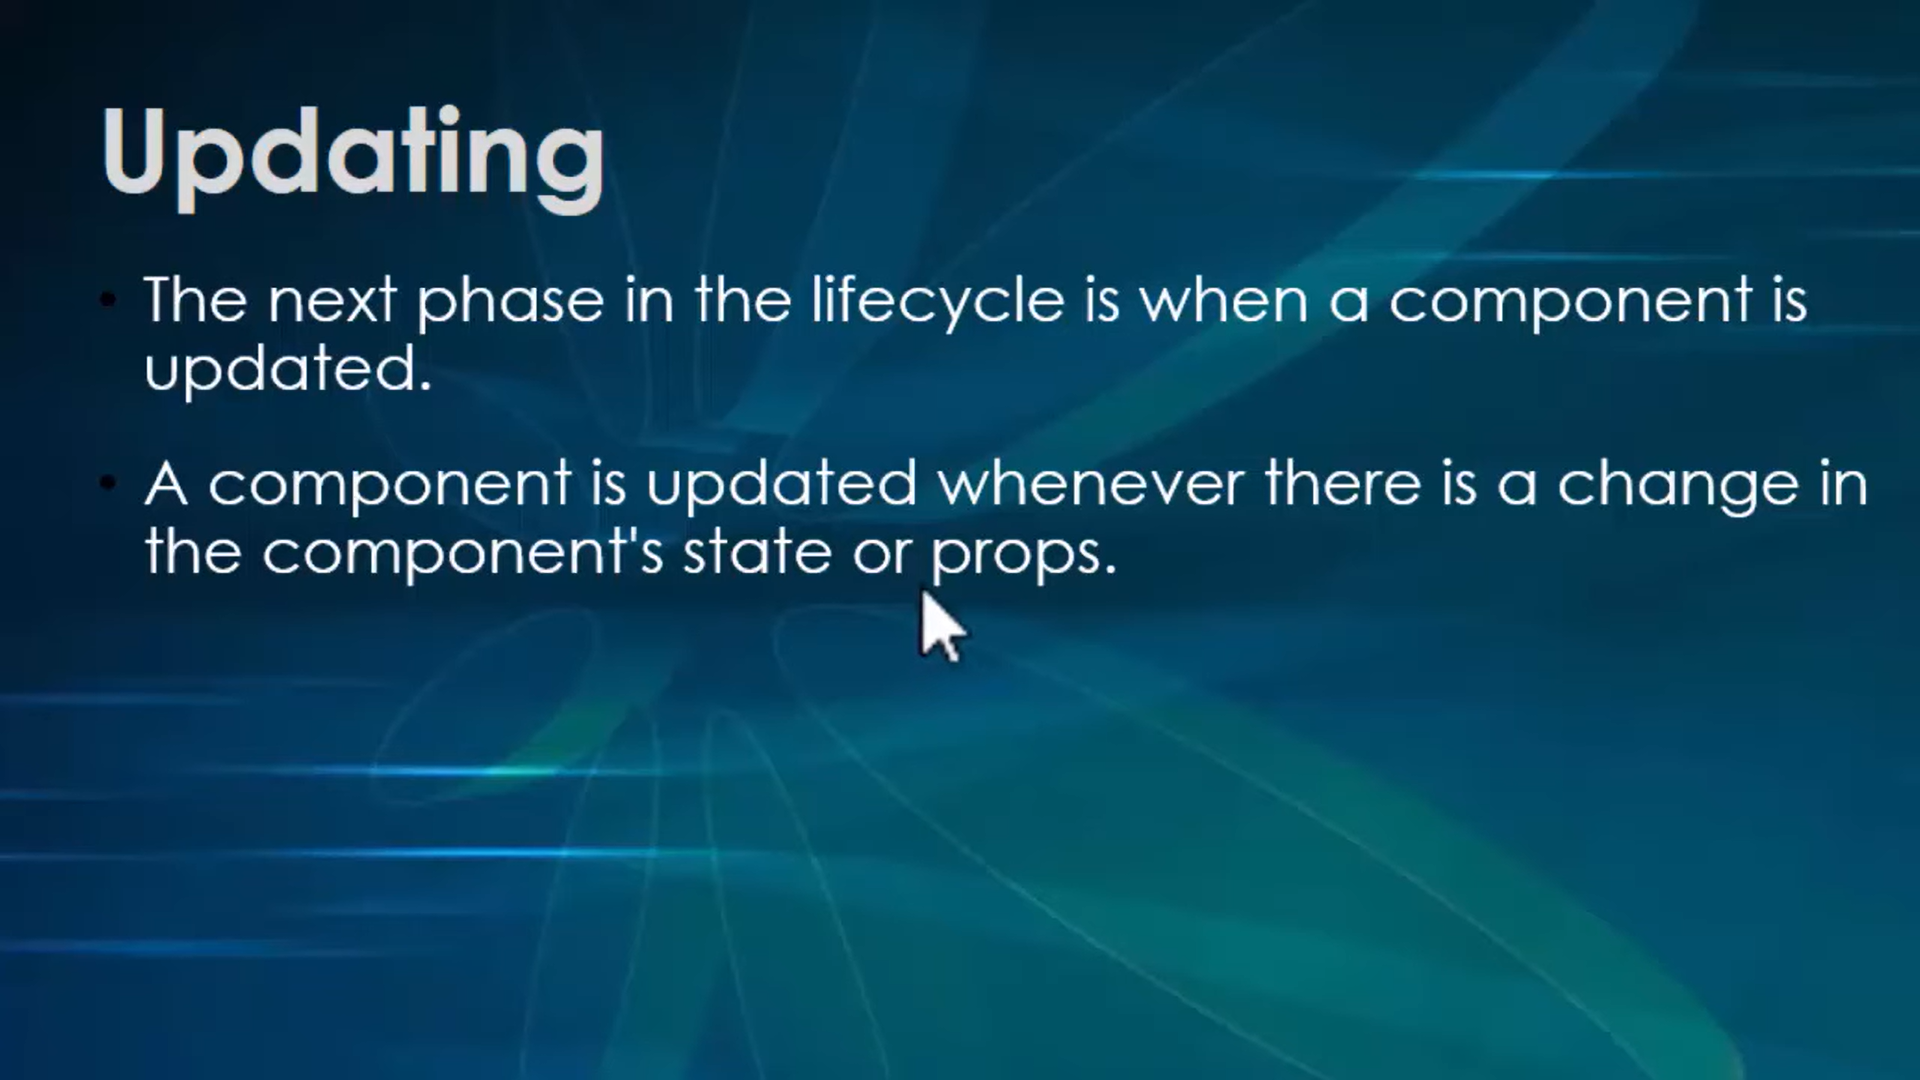 Updating
• The next phase in the lifecycle is when a component is
updated.
• A component is updated whenever there is a change in
the component's state or props.